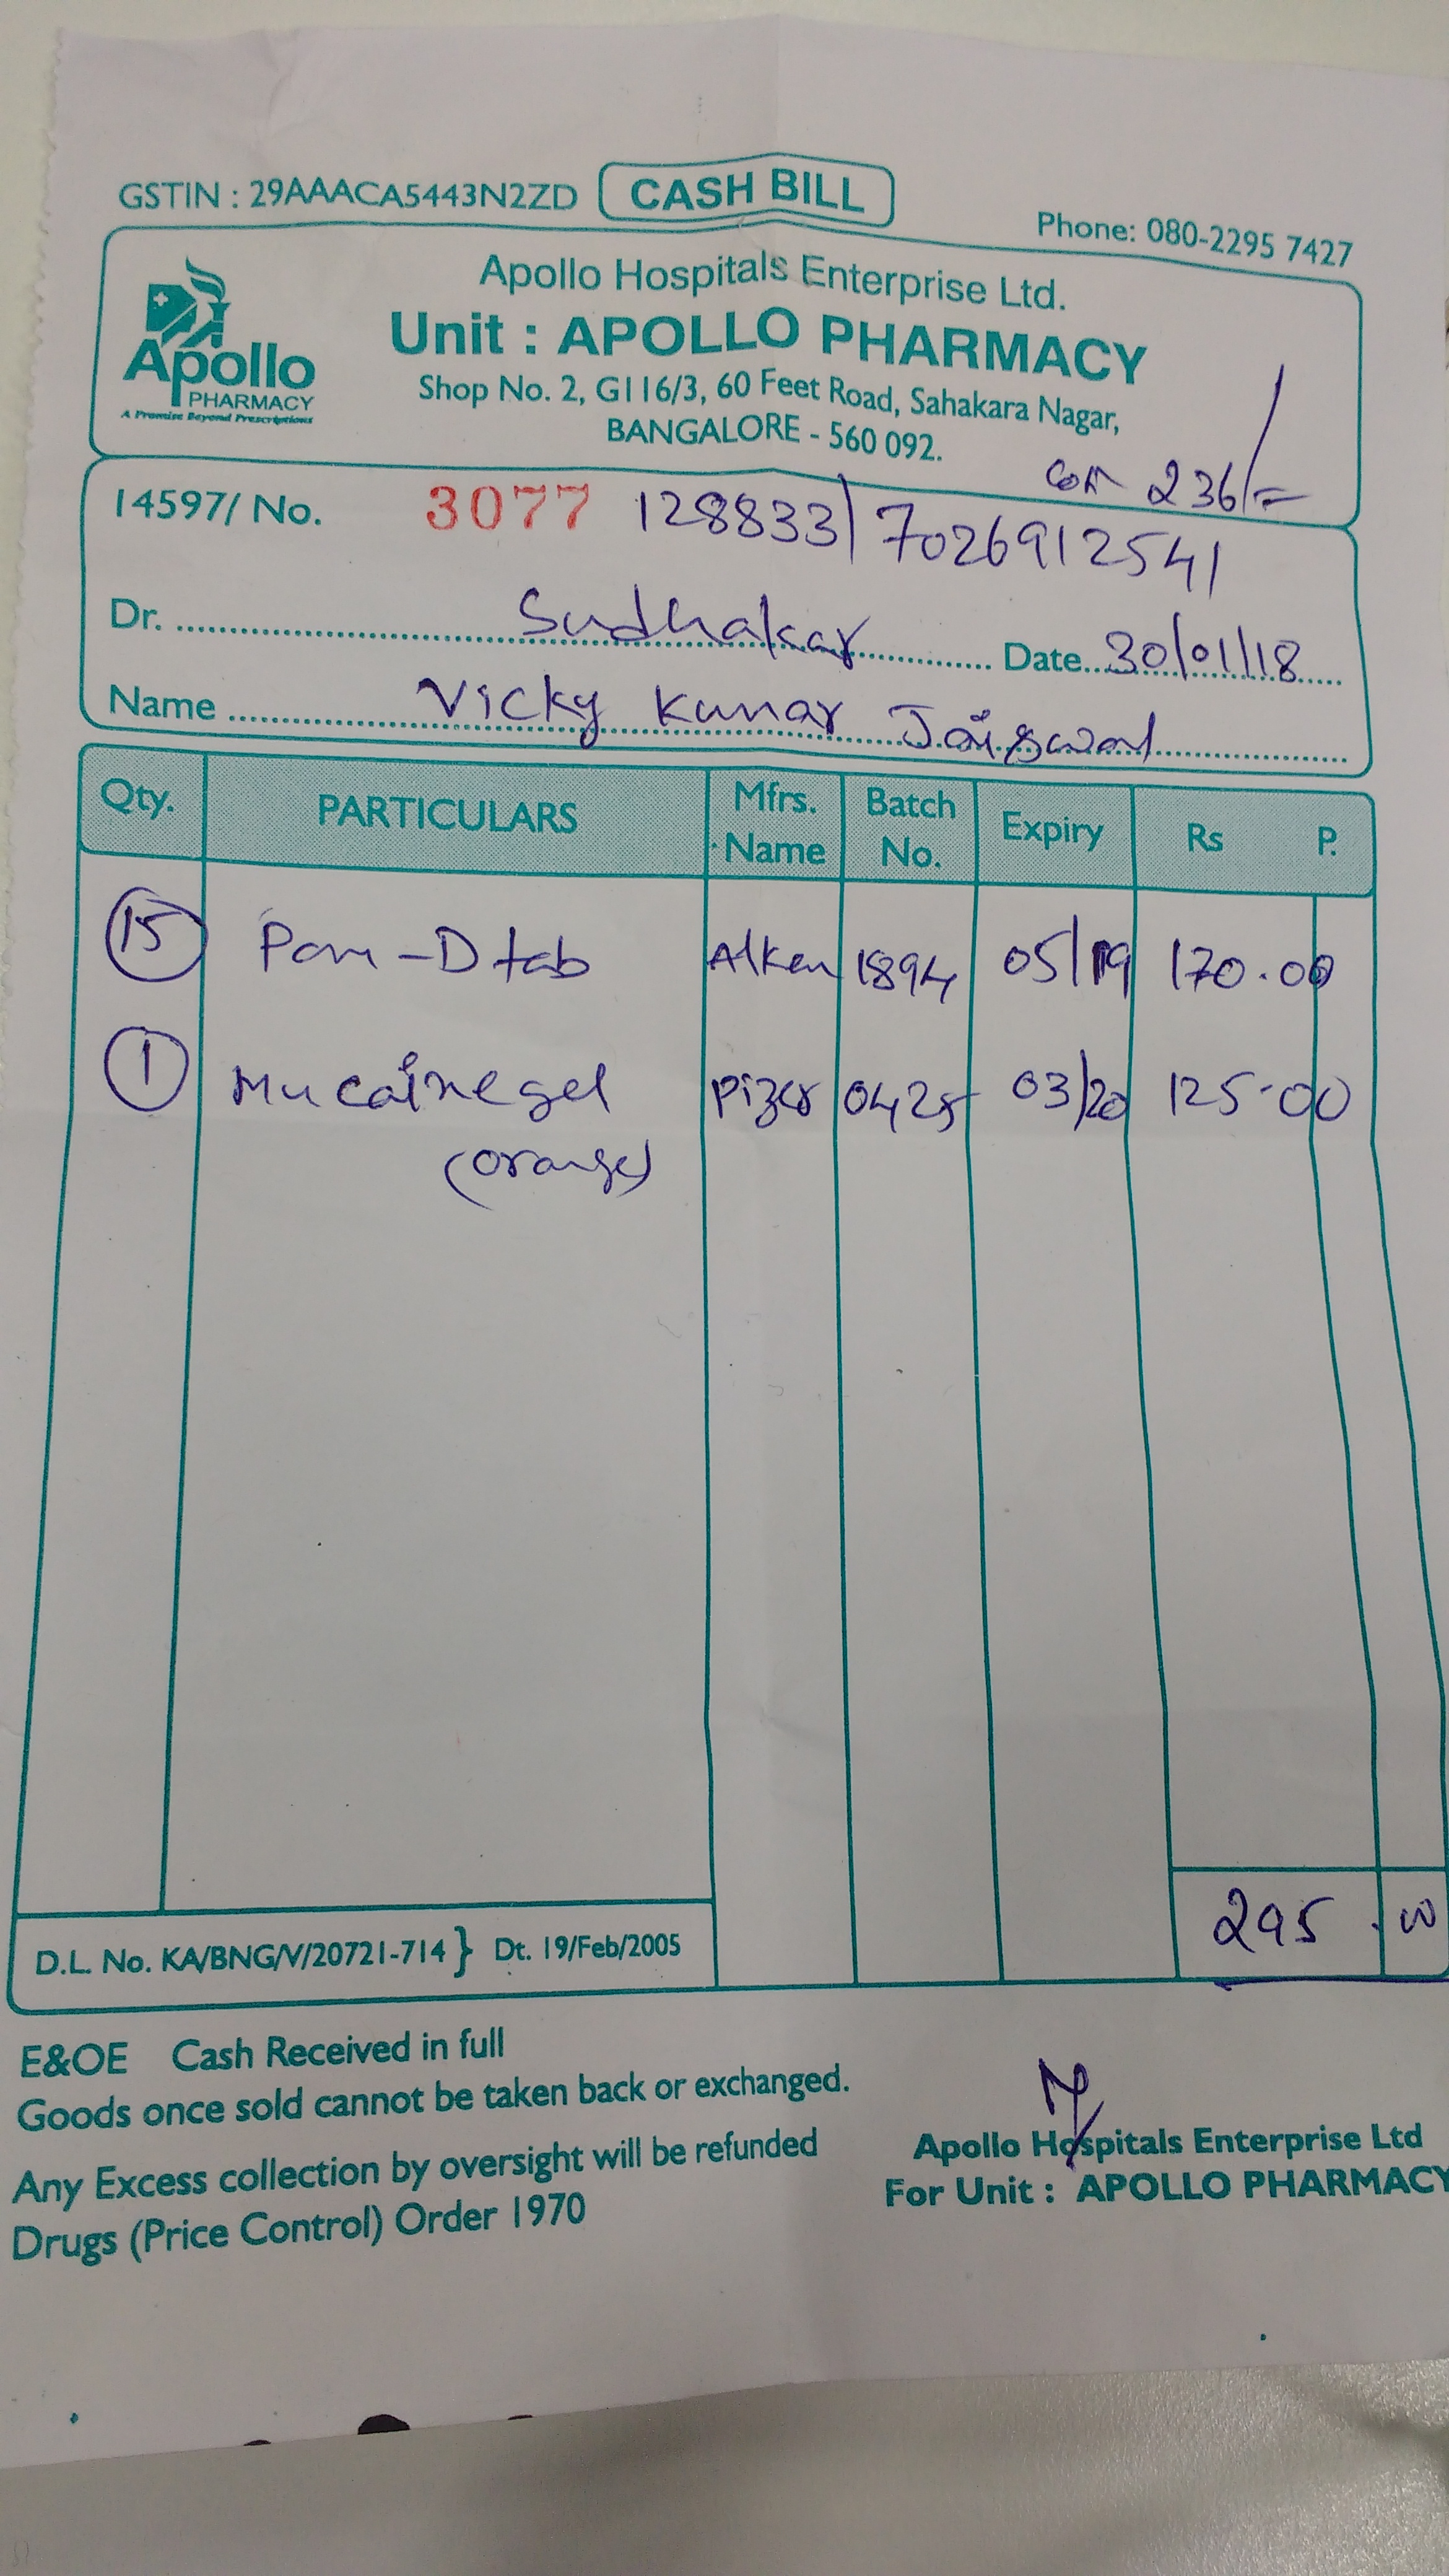 GSTIN : 29AAACA5443N2ZD CASH BILL Phone: 080-2295 7427
Apollo Hospitals Enterprise Ltd.
Unit : APOLLO PHARMACY
Shop No. 2, G116/3, 60 Feet Road, Sahakara Nagar,
BANGALORE - 560 092.
Apollo
PHARMACY
A Promise Beyond Prescriptions
236/=
14597/ No. 3077 128833/7026912541
Dr. Sudhakar Date 30/01/18
Name Vicky Kumar Jaiswal
Qty. PARTICULARS Mfrs. Name Batch No. Expiry Rs P.
15 Pan-D tab Alken 1894 05/19 170.00
1 Mucainegel Pizer 0425 03/20 125.00
(orange)
295.00
D.L. No. KA/BNG/V/20721-714 } Dt. 19/Feb/2005
E&OE Cash Received in full
Goods once sold cannot be taken back or exchanged.
Any Excess collection by oversight will be refunded
Drugs (Price Control) Order 1970
Apollo Hospitals Enterprise Ltd
For Unit : APOLLO PHARMACY